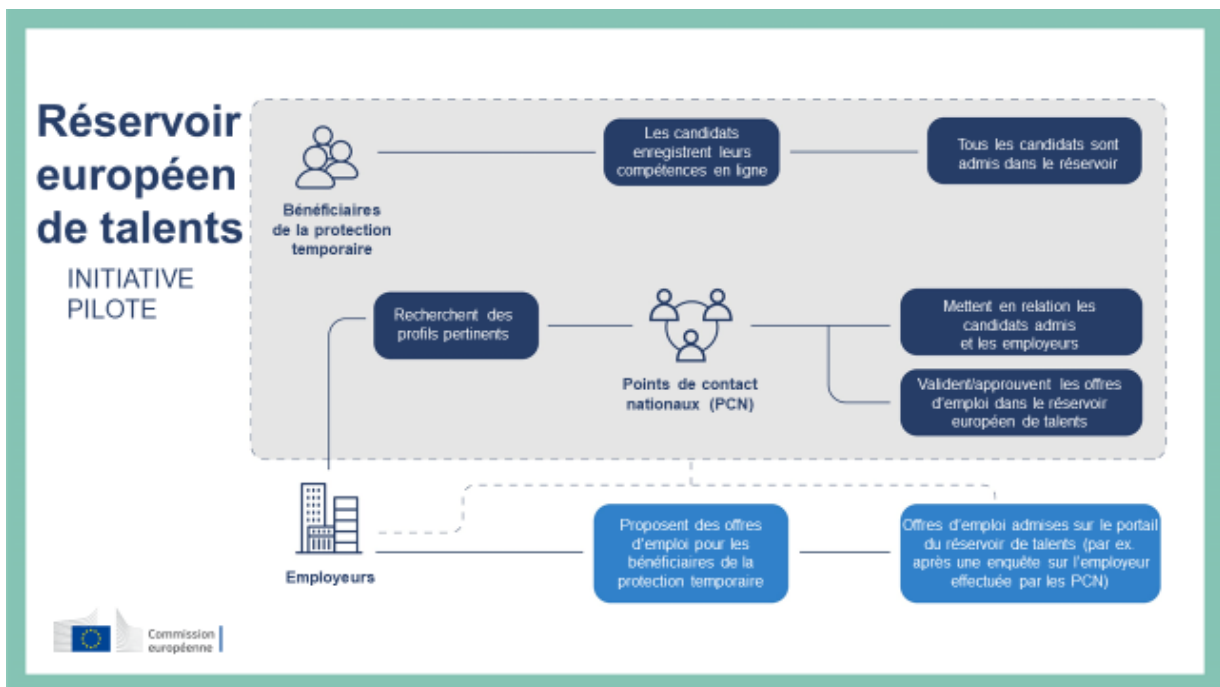 Réservoir
européen
de talents
INITIATIVE
PILOTE
Bénéficiaires
de la protection
temporaire
Les candidats
enregistrent leurs
compétences en ligne
Tous les candidats sont
admis dans le réservoir
Recherchent des
profils pertinents
Points de contact
nationaux (PCN)
Mettent en relation les
candidats admis
et les employeurs
Valident/approuvent les offres
d'emploi dans le réservoir
européen de talents
Employeurs
Proposent des offres
d'emploi pour les
bénéficiaires de la
protection temporaire
Offres d'emploi admises sur le portail
du réservoir de talents (par ex.
après une enquête sur l'employeur
effectuée par les PCN)
Commission
européenne